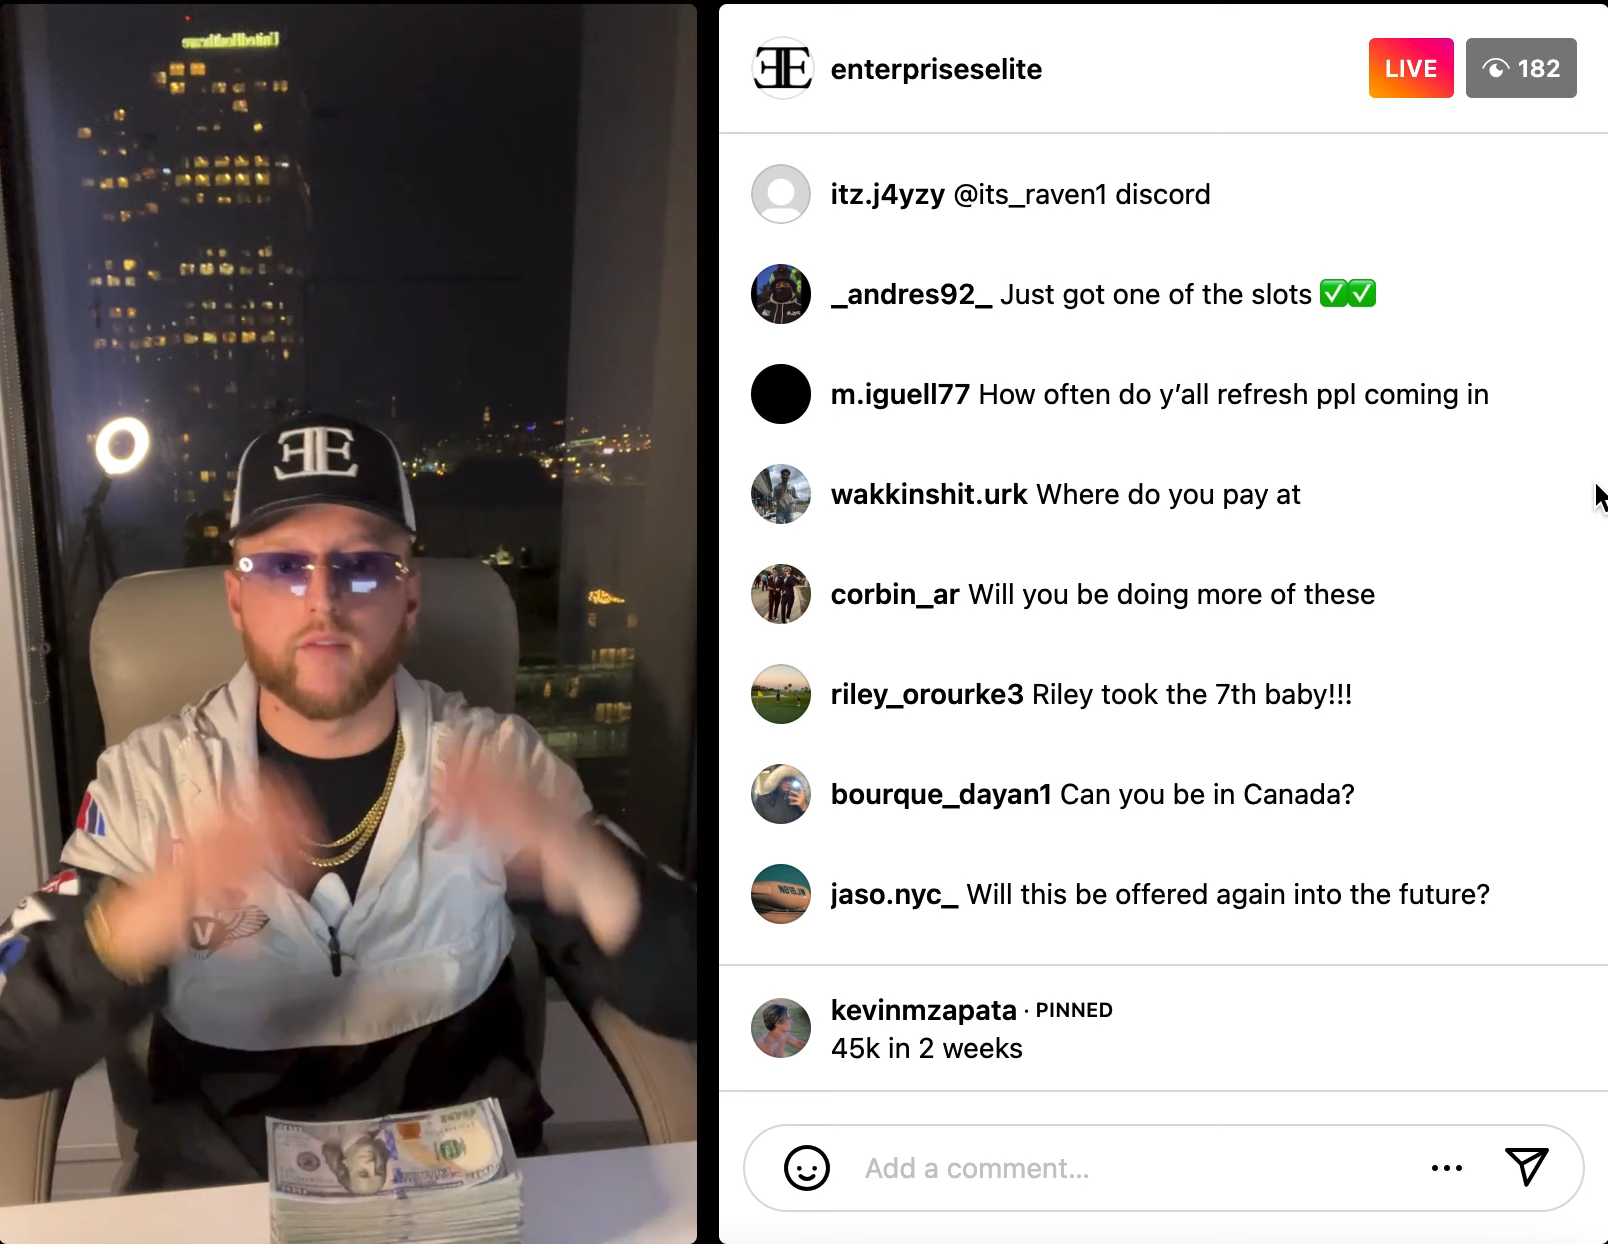 UnitedHealthcare
enterpriseselite
LIVE
182
itz.j4yzy @its_raven1 discord
_andres92_ Just got one of the slots ✅✅
m.iguell77 How often do y’all refresh ppl coming in
wakkinshit.urk Where do you pay at
corbin_ar Will you be doing more of these
riley_orourke3 Riley took the 7th baby!!!
bourque_dayan1 Can you be in Canada?
jaso.nyc_ Will this be offered again into the future?
kevinmzapata · PINNED
45k in 2 weeks
Add a comment...